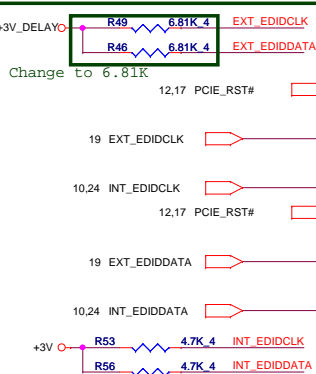 +3V_DELAY R49 6.81K_4 EXT_EDIDCLK
R46 6.81K_4 EXT_EDIDDATA
Change to 6.81K
12,17 PCIE_RST#
19 EXT_EDIDCLK
10,24 INT_EDIDCLK
12,17 PCIE_RST#
19 EXT_EDIDDATA
10,24 INT_EDIDDATA
+3V R53 4.7K_4 INT_EDIDCLK
R56 4.7K_4 INT_EDIDDATA